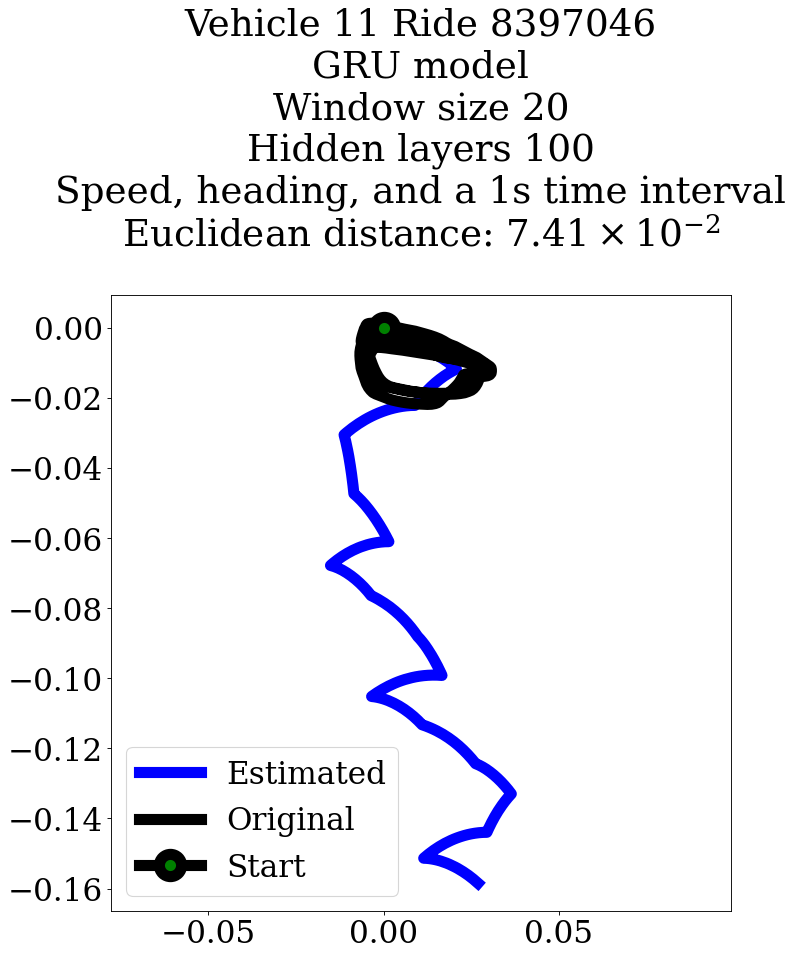 Vehicle 11 Ride 8397046
GRU model
Window size 20
Hidden layers 100
Speed, heading, and a 1s time interval
Euclidean distance: 7.41 × 10⁻²
0.00
−0.02
−0.04
−0.06
−0.08
−0.10
−0.12
−0.14
−0.16
Estimated
Original
Start
−0.05 0.00 0.05